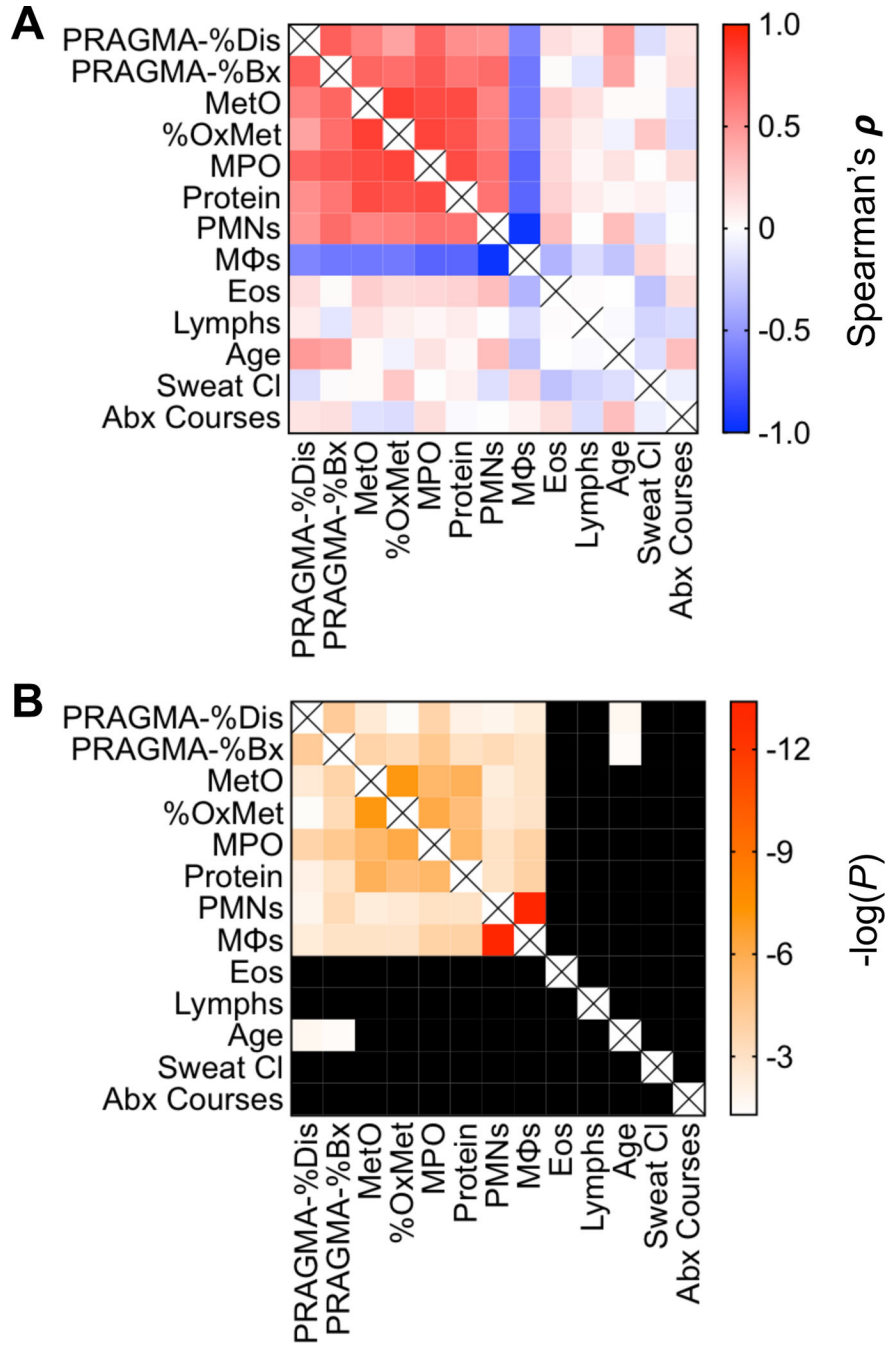 A
PRAGMA-%Dis
PRAGMA-%Bx
MetO
%OxMet
MPO
Protein
PMNs
MΦs
Eos
Lymphs
Age
Sweat Cl
Abx Courses
PRAGMA-%Dis
PRAGMA-%Bx
MetO
%OxMet
MPO
Protein
PMNs
MΦs
Eos
Lymphs
Age
Sweat Cl
Abx Courses
1.0
0.5
0
-0.5
-1.0
Spearman's ρ
B
PRAGMA-%Dis
PRAGMA-%Bx
MetO
%OxMet
MPO
Protein
PMNs
MΦs
Eos
Lymphs
Age
Sweat Cl
Abx Courses
PRAGMA-%Dis
PRAGMA-%Bx
MetO
%OxMet
MPO
Protein
PMNs
MΦs
Eos
Lymphs
Age
Sweat Cl
Abx Courses
-12
-9
-6
-3
-log(P)